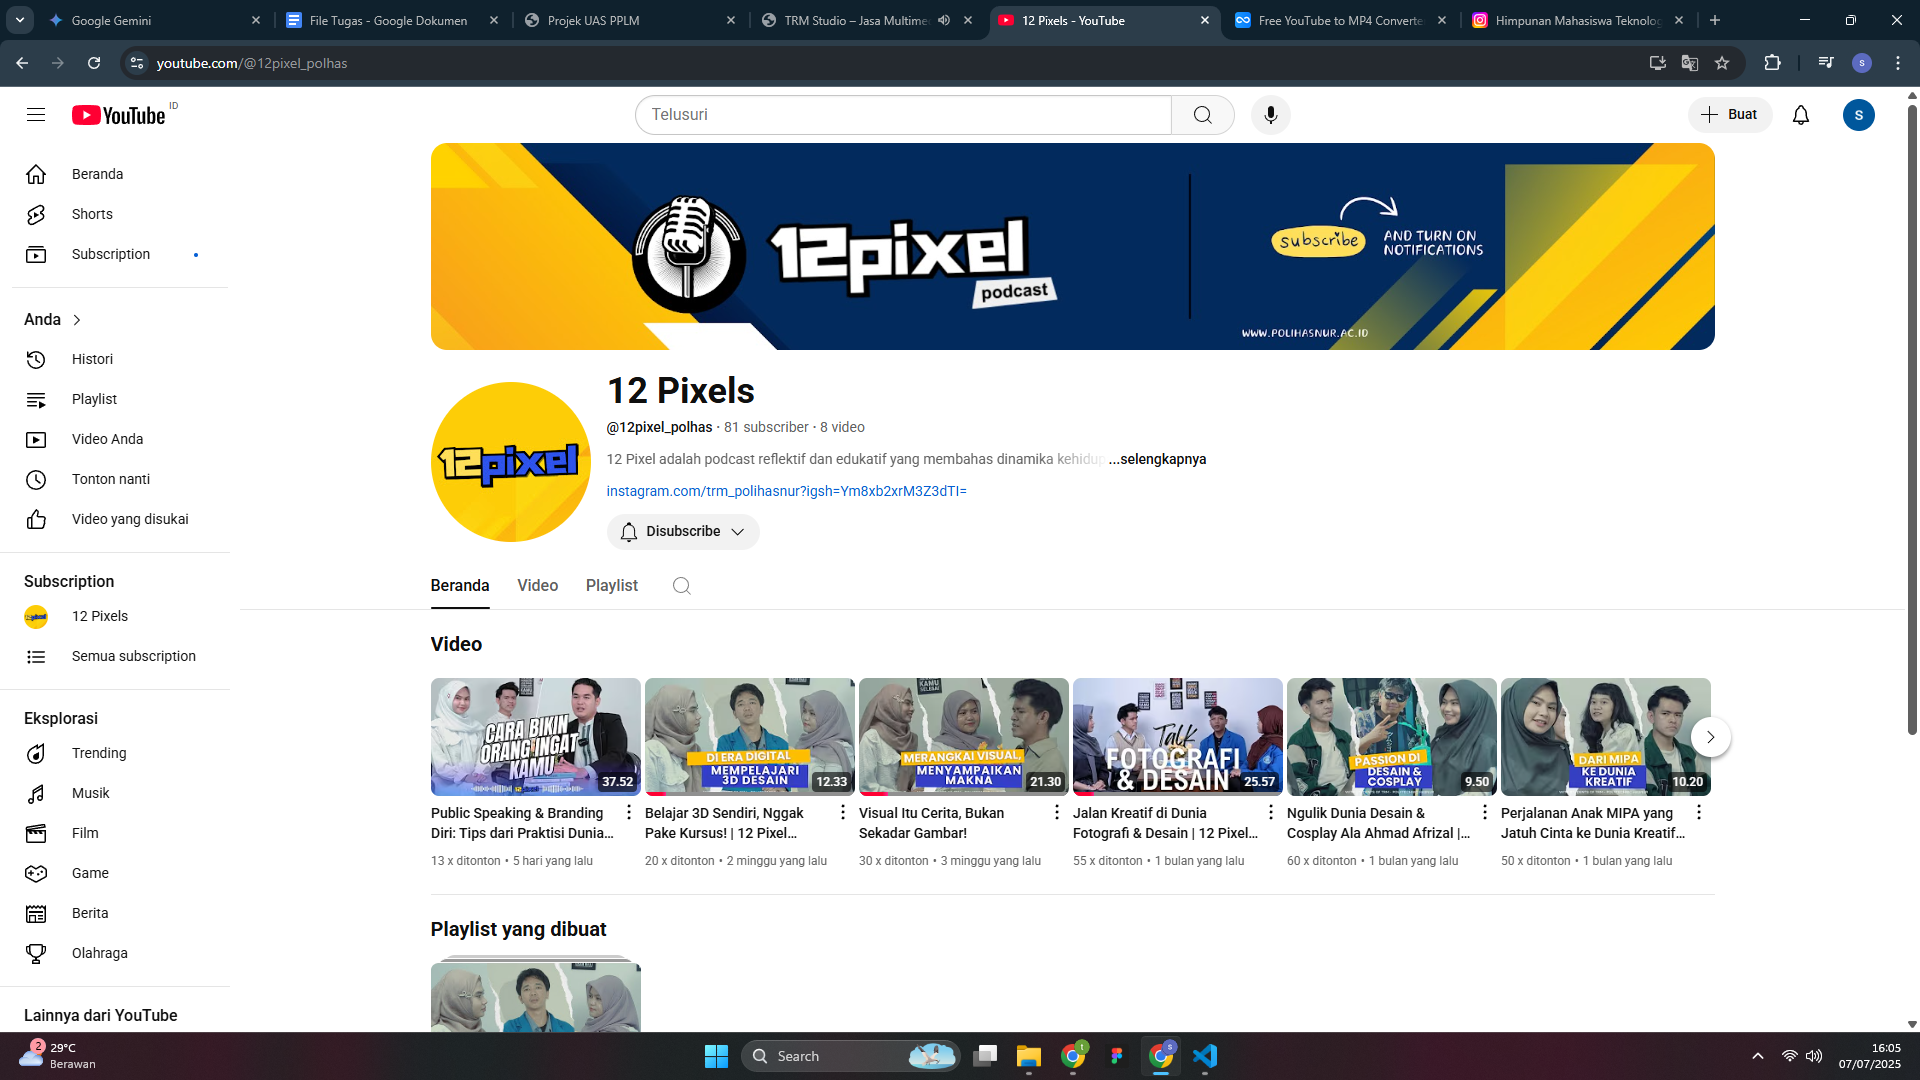 Google Gemini
File Tugas - Google Dokumen
Projek UAS PPLM
TRM Studio – Jasa Multime
12 Pixels - YouTube
Free YouTube to MP4 Converte
Himpunan Mahasiswa Teknolog
youtube.com/@12pixel_polhas
S
YouTube ID
Telusuri
Buat
S
Beranda
Shorts
Subscription
Anda
Histori
Playlist
Video Anda
Tonton nanti
Video yang disukai
Subscription
12 Pixels
Semua subscription
Eksplorasi
Trending
Musik
Film
Game
Berita
Olahraga
Lainnya dari YouTube
12pixel
podcast
subscribe
AND TURN ON
NOTIFICATIONS
WWW.POLIHASNUR.AC.ID
12pixel
12 Pixels
@12pixel_polhas · 81 subscriber · 8 video
12 Pixel adalah podcast reflektif dan edukatif yang membahas dinamika kehidup ...selengkapnya
instagram.com/trm_polihasnur?igsh=Ym8xb2xrM3Z3dTI=
Disubscribe
Beranda
Video
Playlist
Video
CARA BIKIN
ORANG INGAT
KAMU
37.52
Public Speaking & Branding
Diri: Tips dari Praktisi Dunia...
13 x ditonton • 5 hari yang lalu
DI ERA DIGITAL
MEMPELAJARI
3D DESAIN
12.33
Belajar 3D Sendiri, Nggak
Pake Kursus! | 12 Pixel...
20 x ditonton • 2 minggu yang lalu
KAMU
SELESAI
MERANGKAI VISUAL,
MENYAMPAIKAN
MAKNA
21.30
Visual Itu Cerita, Bukan
Sekadar Gambar!
30 x ditonton • 3 minggu yang lalu
Talk
FOTOGRAFI
& DESAIN
25.57
Jalan Kreatif di Dunia
Fotografi & Desain | 12 Pixel...
55 x ditonton • 1 bulan yang lalu
PASSION DI
DESAIN &
COSPLAY
9.50
Ngulik Dunia Desain &
Cosplay Ala Ahmad Afrizal |...
60 x ditonton • 1 bulan yang lalu
DARI MIPA
KE DUNIA
KREATIF
10.20
Perjalanan Anak MIPA yang
Jatuh Cinta ke Dunia Kreatif...
50 x ditonton • 1 bulan yang lalu
Playlist yang dibuat
2
29°C
Berawan
Search
t
S
16:05
07/07/2025